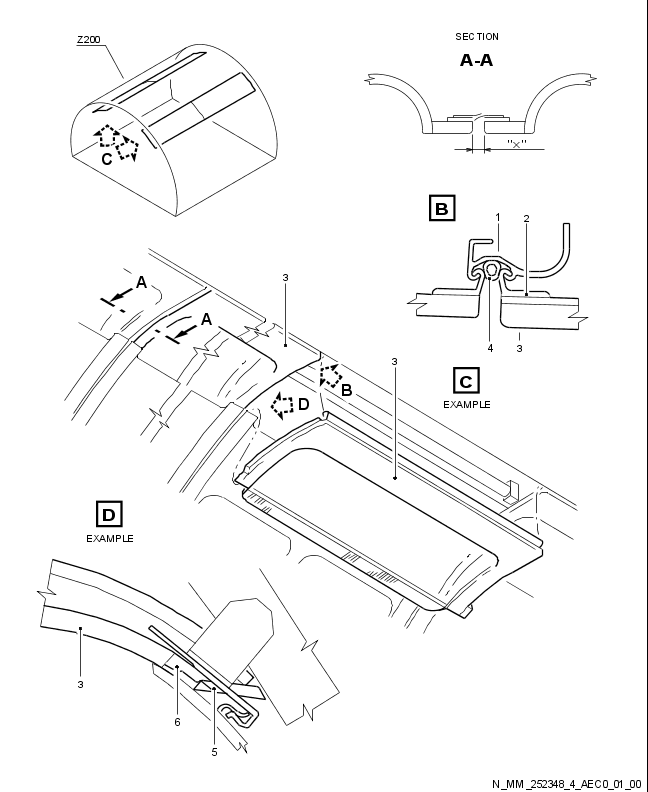 Z200
C
SECTION
A-A
"X"
B
1
2
4
3
A
A
3
B
D
3
C
EXAMPLE
D
EXAMPLE
3
6
5
N_MM_252348_4_AEC0_01_00